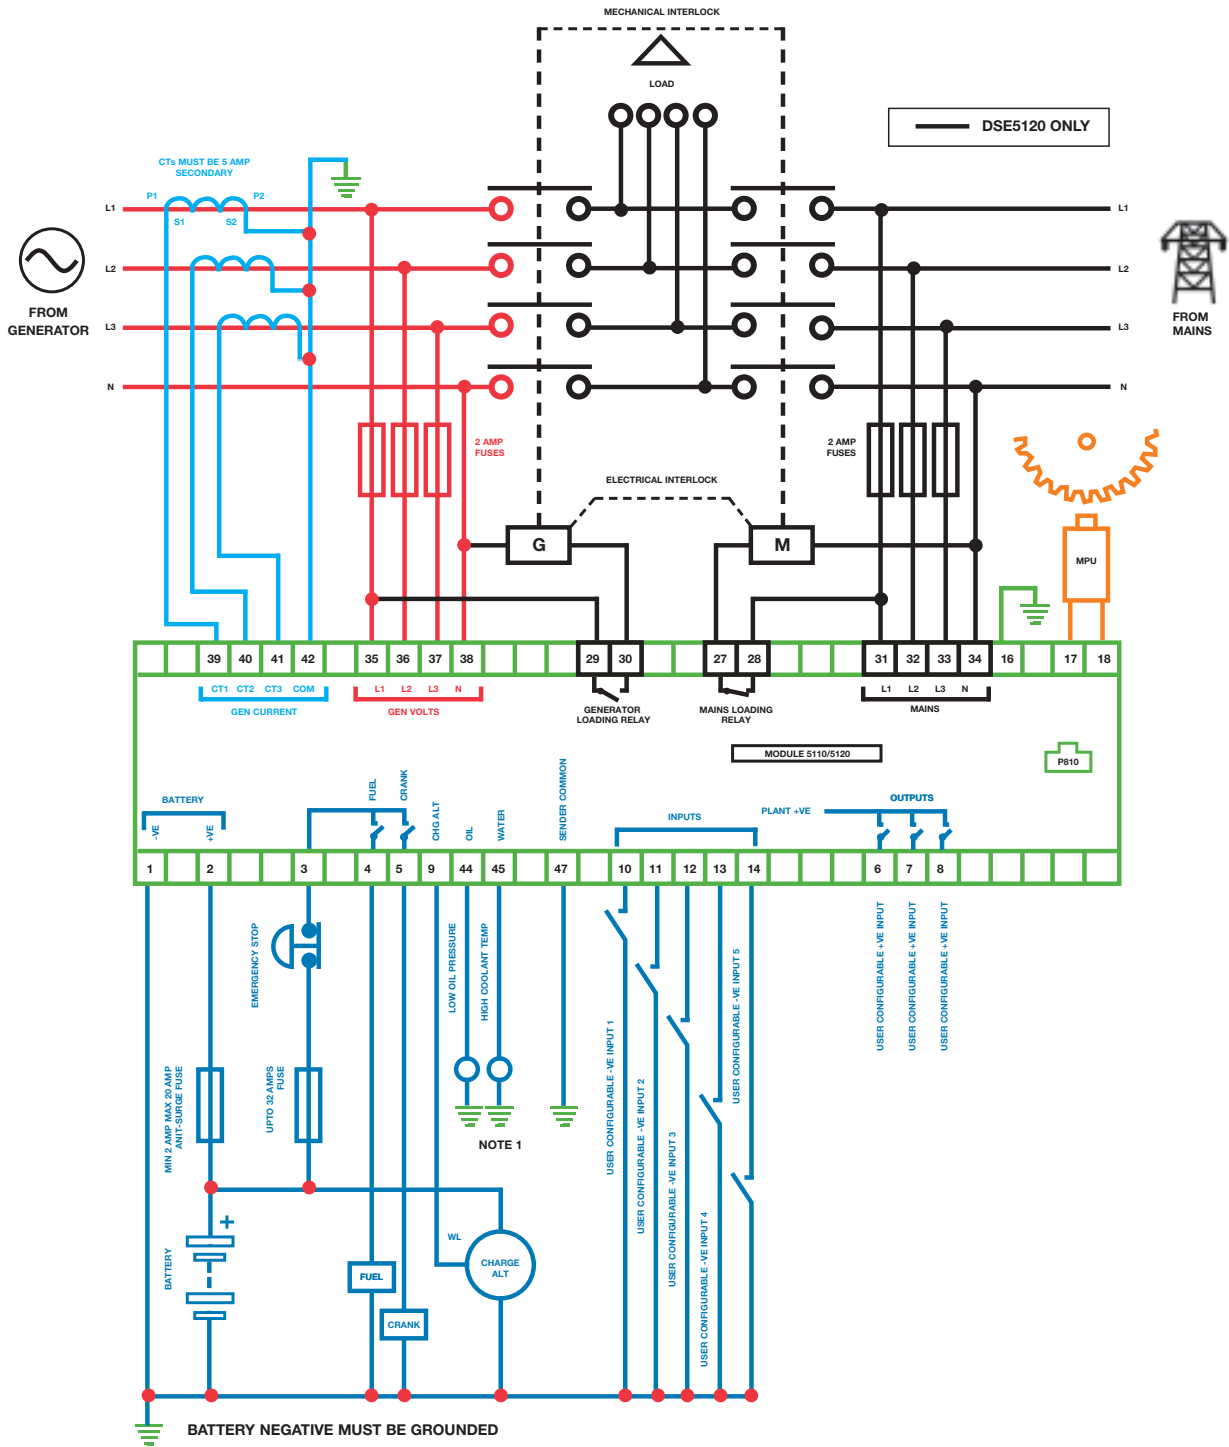 MECHANICAL INTERLOCK
LOAD
DSE5120 ONLY
CTs MUST BE 5 AMP
SECONDARY
P1
P2
S1
S2
L1
L2
L3
N
FROM
GENERATOR
L1
L2
L3
N
FROM
MAINS
2 AMP
FUSES
2 AMP
FUSES
ELECTRICAL INTERLOCK
G
M
MPU
39 40 41 42 35 36 37 38 29 30 27 28 31 32 33 34 16 17 18
CT1 CT2 CT3 COM
GEN CURRENT
L1 L2 L3 N
GEN VOLTS
GENERATOR
LOADING RELAY
MAINS LOADING
RELAY
L1 L2 L3 N
MAINS
MODULE 5110/5120
P810
BATTERY
-VE
+VE
FUEL
CRANK
CHG ALT
OIL
WATER
SENDER COMMON
INPUTS
PLANT +VE
OUTPUTS
1 2 3 4 5 9 44 45 47 10 11 12 13 14 6 7 8
EMERGENCY STOP
LOW OIL PRESSURE
HIGH COOLANT TEMP
MIN 2 AMP MAX 20 AMP
ANIT-SURGE FUSE
UPTO 32 AMPS
FUSE
NOTE 1
USER CONFIGURABLE -VE INPUT 1
USER CONFIGURABLE -VE INPUT 2
USER CONFIGURABLE -VE INPUT 3
USER CONFIGURABLE -VE INPUT 4
USER CONFIGURABLE -VE INPUT 5
USER CONFIGURABLE +VE INPUT
USER CONFIGURABLE +VE INPUT
USER CONFIGURABLE +VE INPUT
+
BATTERY
WL
CHARGE
ALT
FUEL
CRANK
BATTERY NEGATIVE MUST BE GROUNDED